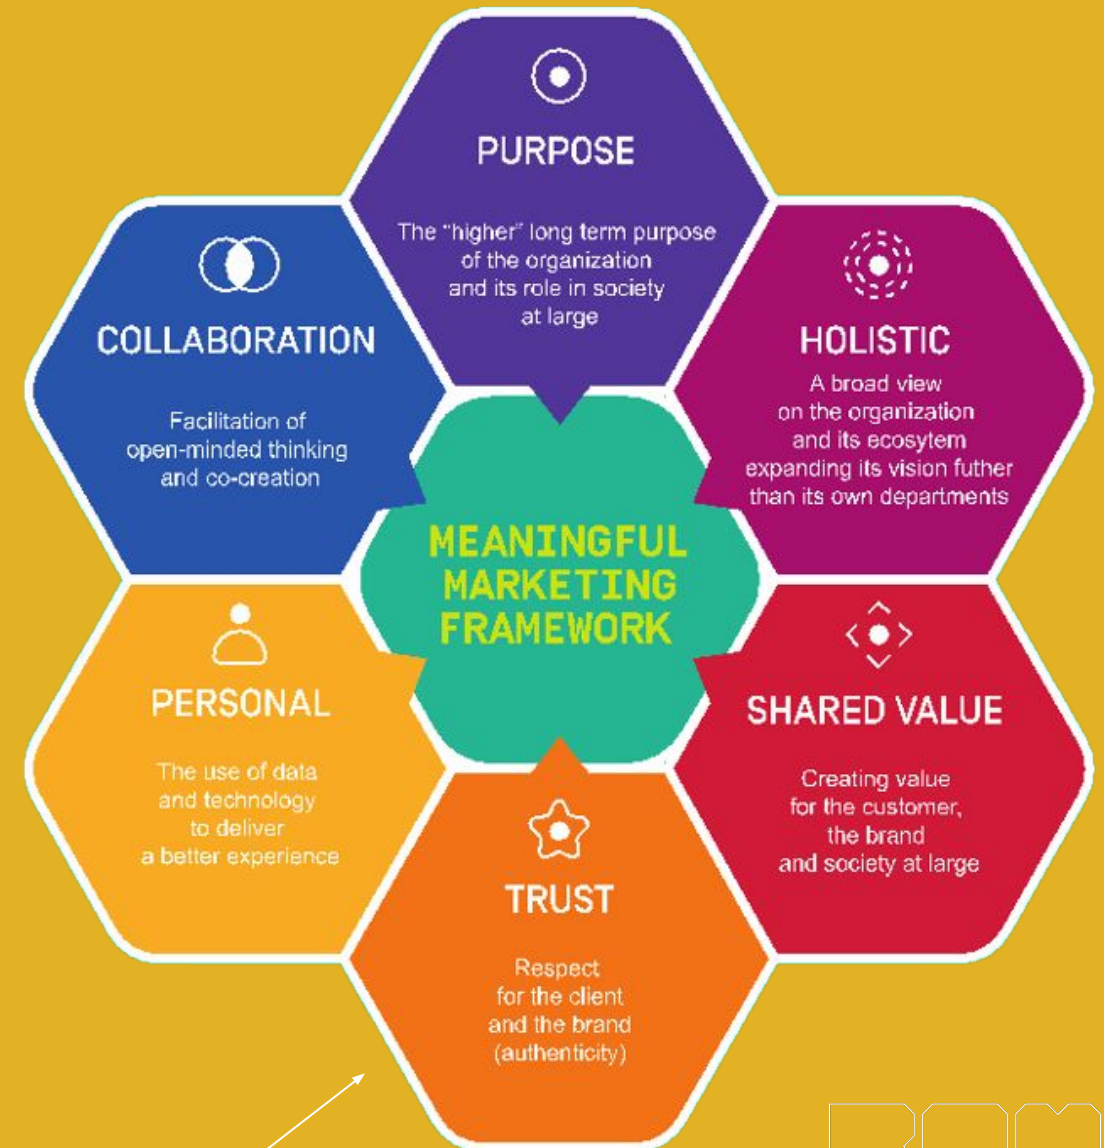 PURPOSE
The "higher" long term purpose
of the organization
and its role in society
at large
HOLISTIC
A broad view
on the organization
and its ecosytem
expanding its vision futher
than its own departments
SHARED VALUE
Creating value
for the customer,
the brand
and society at large
TRUST
Respect
for the client
and the brand
(authenticity)
PERSONAL
The use of data
and technology
to deliver
a better experience
COLLABORATION
Facilitation of
open-minded thinking
and co-creation
MEANINGFUL
MARKETING
FRAMEWORK